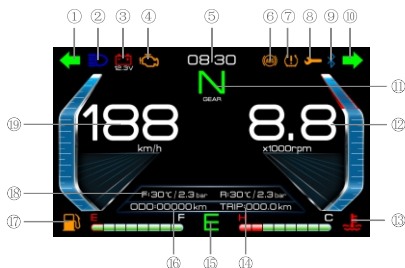 ① ② ③ ④ ⑤ ⑥ ⑦ ⑧ ⑨ ⑩
12.3V
08:30
N
GEAR
⑪
⑲ 188 8.8 ⑫
km/h x1000rpm
⑱ F:30℃/2.3bar R:30℃/2.3bar
ODO:00000km TRIP:000.0km
⑰ E F E H C ⑬
⑯ ⑮ ⑭